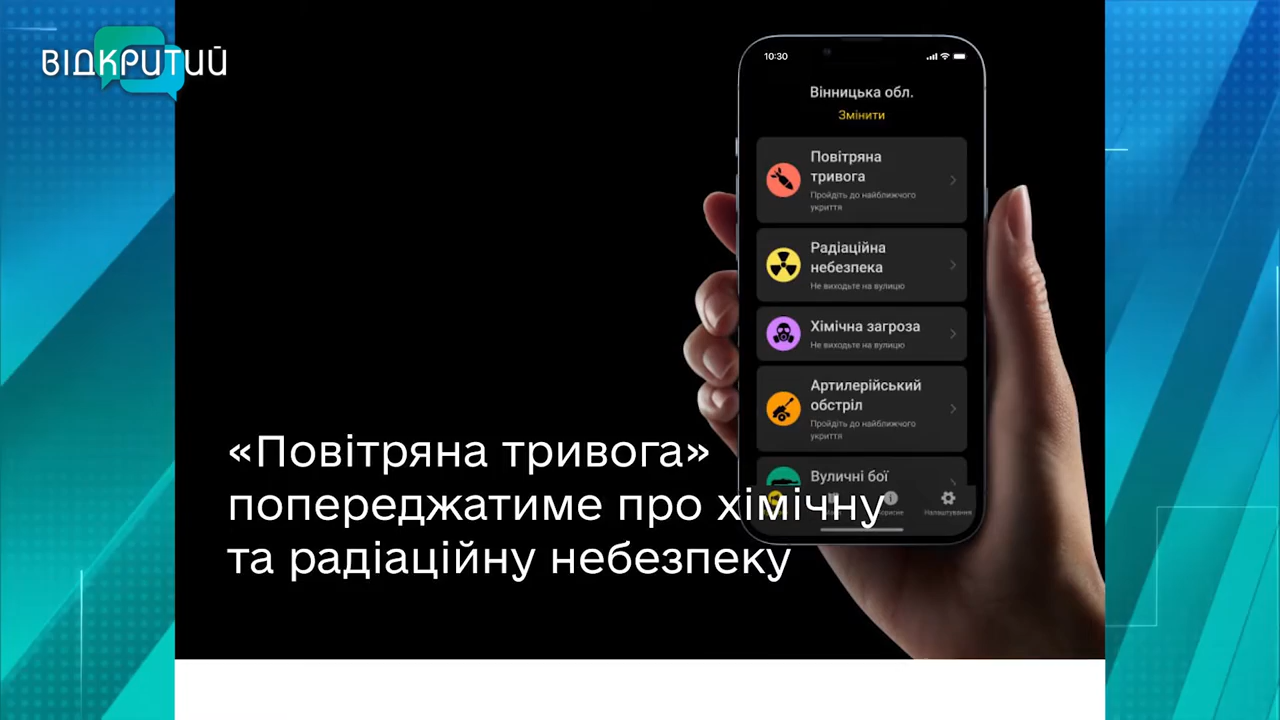 ВІДКРИТИЙ
10:30
Вінницька обл.
Змінити
Повітряна
тривога
Пройдіть до найближчого
укриття
Радіаційна
небезпека
Не виходьте на вулицю
Хімічна загроза
Не виходьте на вулицю
Артилерійський
обстріл
Пройдіть до найближчого
укриття
Вуличні бої
Налаштування
«Повітряна тривога»
попереджатиме про хімічну
та радіаційну небезпеку